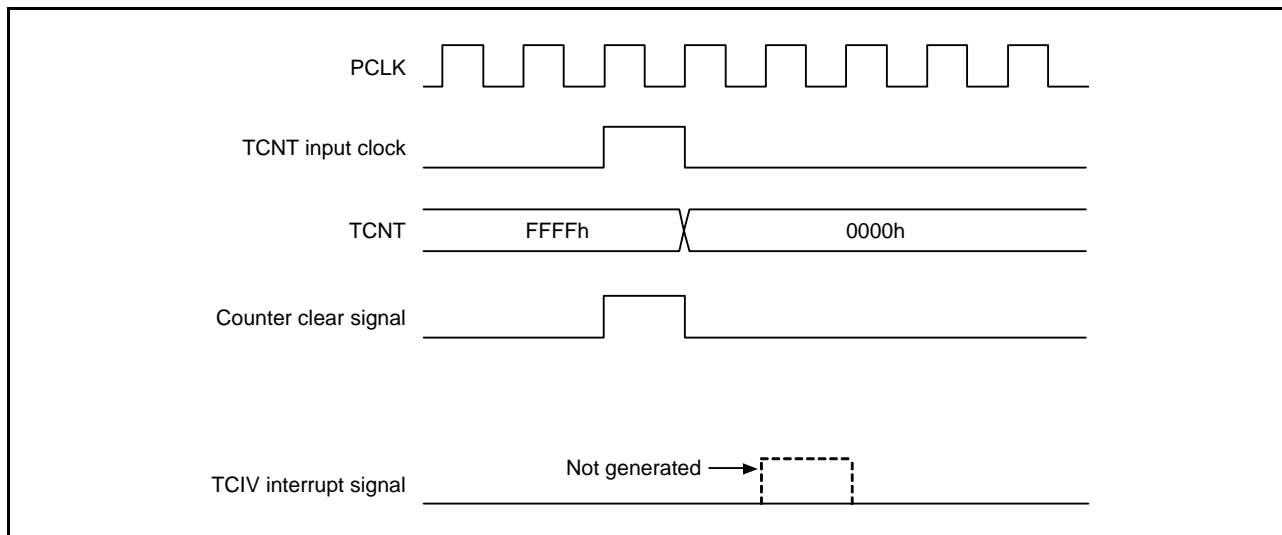 PCLK
TCNT input clock
TCNT
FFFFh
0000h
Counter clear signal
Not generated
TCIV interrupt signal